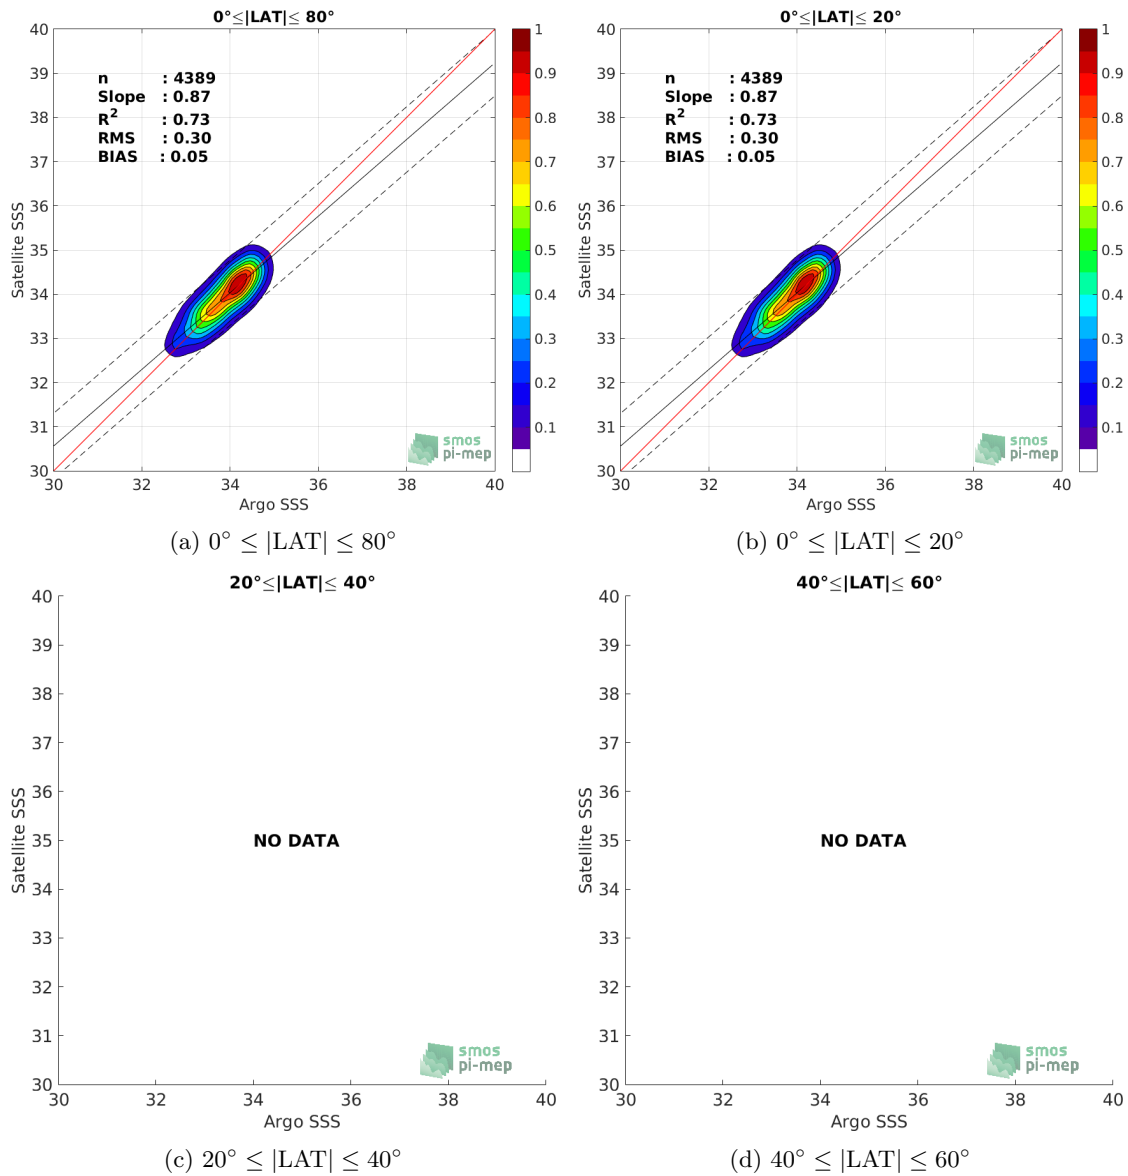 0°≤|LAT|≤ 80°
40
39
38
37
36
35
34
33
32
31
30
Satellite SSS
n : 4389
Slope : 0.87
R2 : 0.73
RMS : 0.30
BIAS : 0.05
smos
pi-mep
30 32 34 36 38 40
Argo SSS
1
0.9
0.8
0.7
0.6
0.5
0.4
0.3
0.2
0.1
(a) 0° ≤ |LAT| ≤ 80°
0°≤|LAT|≤ 20°
40
39
38
37
36
35
34
33
32
31
30
Satellite SSS
n : 4389
Slope : 0.87
R2 : 0.73
RMS : 0.30
BIAS : 0.05
smos
pi-mep
30 32 34 36 38 40
Argo SSS
1
0.9
0.8
0.7
0.6
0.5
0.4
0.3
0.2
0.1
(b) 0° ≤ |LAT| ≤ 20°
20°≤|LAT|≤ 40°
40
39
38
37
36
35
34
33
32
31
30
Satellite SSS
NO DATA
smos
pi-mep
30 32 34 36 38 40
Argo SSS
(c) 20° ≤ |LAT| ≤ 40°
40°≤|LAT|≤ 60°
40
39
38
37
36
35
34
33
32
31
30
Satellite SSS
NO DATA
smos
pi-mep
30 32 34 36 38 40
Argo SSS
(d) 40° ≤ |LAT| ≤ 60°